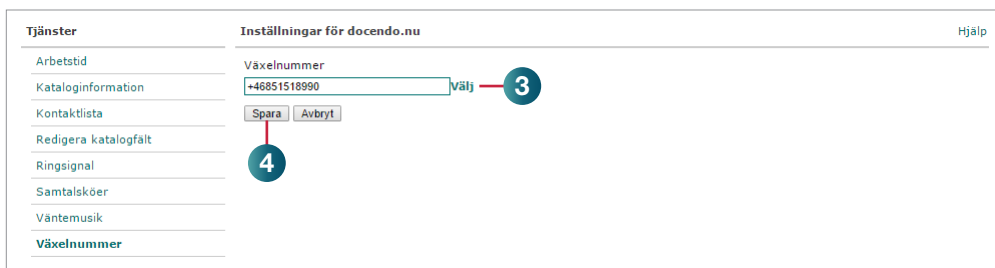 Tjänster
Inställningar för docendo.nu
Hjälp
Arbetstid
Kataloginformation
Kontaktlista
Redigera katalogfält
Ringsignal
Samtalsköer
Väntemusik
Växelnummer
Växelnummer
+46851518990 Välj 3
Spara Avbryt
4